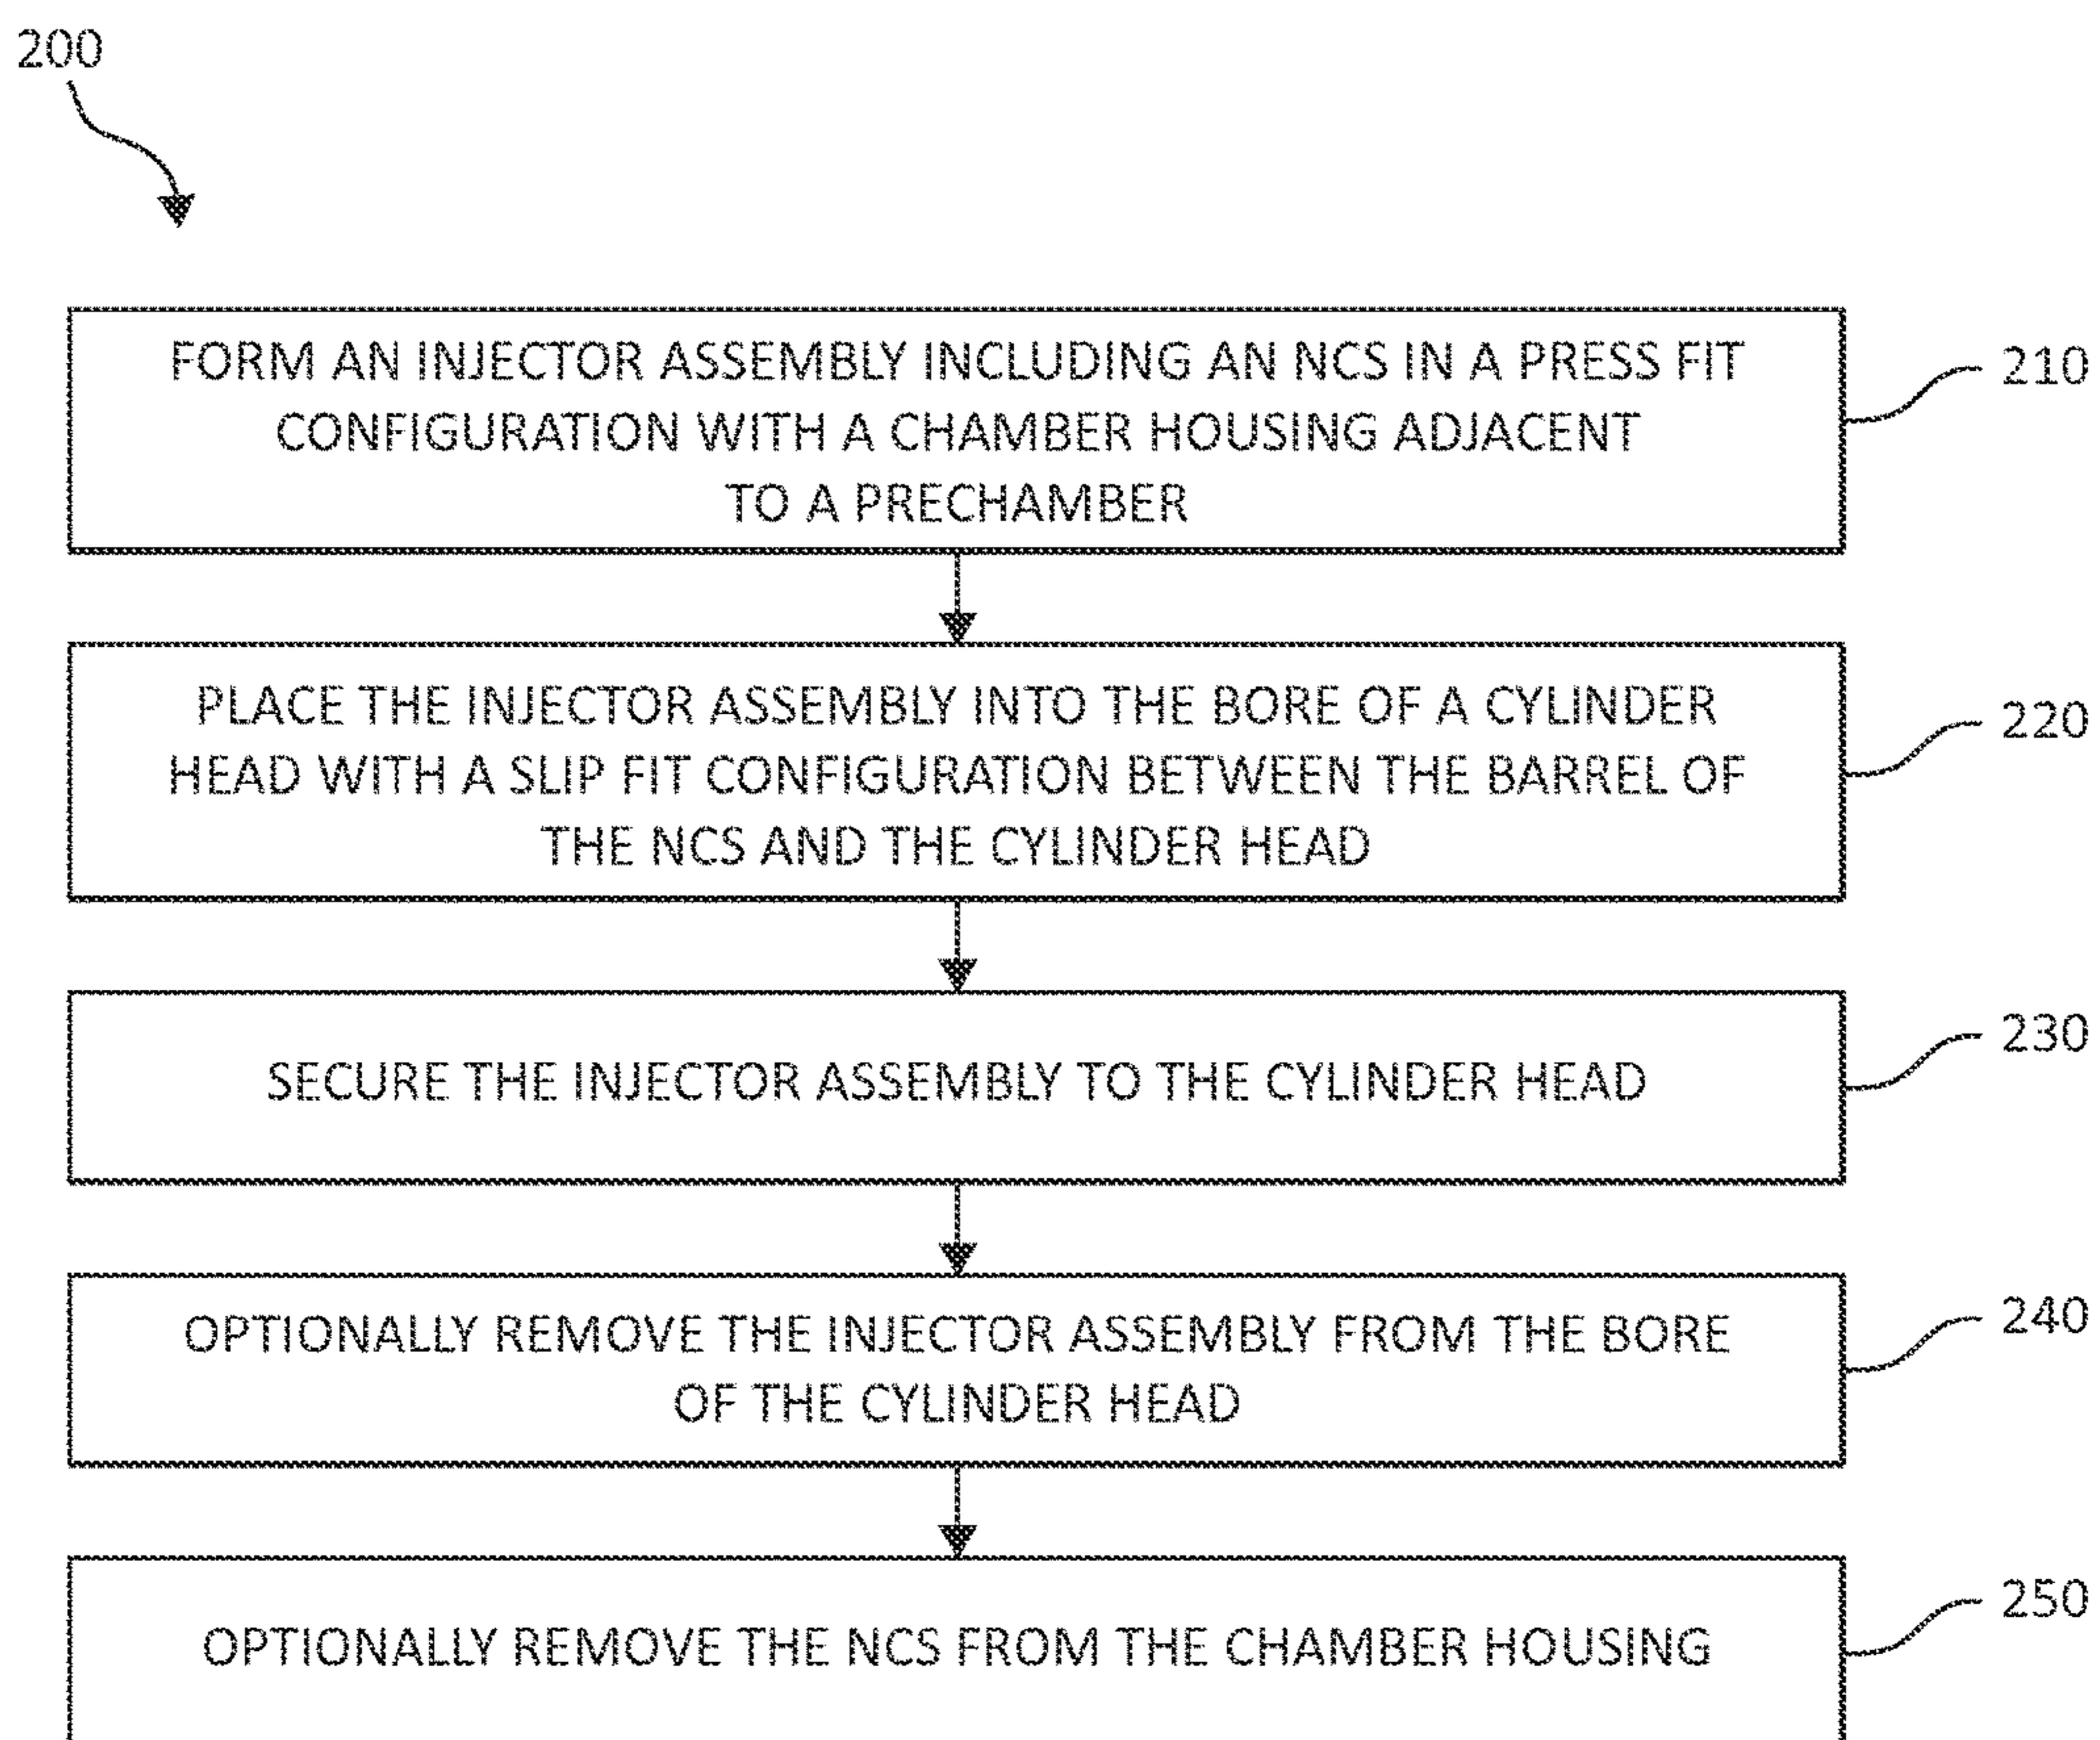 200
FORM AN INJECTOR ASSEMBLY INCLUDING AN NCS IN A PRESS FIT
CONFIGURATION WITH A CHAMBER HOUSING ADJACENT
TO A PRECHAMBER
210
PLACE THE INJECTOR ASSEMBLY INTO THE BORE OF A CYLINDER
HEAD WITH A SLIP FIT CONFIGURATION BETWEEN THE BARREL OF
THE NCS AND THE CYLINDER HEAD
220
SECURE THE INJECTOR ASSEMBLY TO THE CYLINDER HEAD
230
OPTIONALLY REMOVE THE INJECTOR ASSEMBLY FROM THE BORE
OF THE CYLINDER HEAD
240
OPTIONALLY REMOVE THE NCS FROM THE CHAMBER HOUSING
250